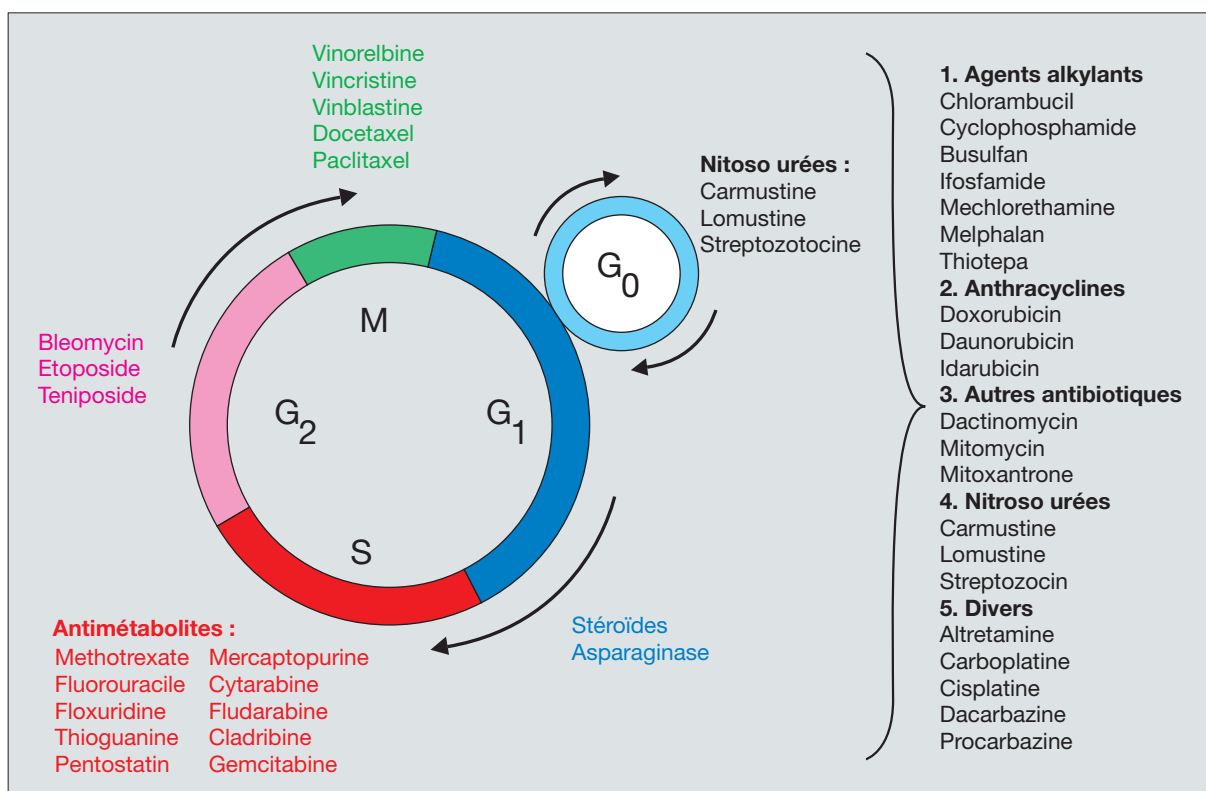 Vinorelbine
Vincristine
Vinblastine
Docetaxel
Paclitaxel
Nitoso urées :
Carmustine
Lomustine
Streptozotocine
G0
M
G2
G1
S
Bleomycin
Etoposide
Teniposide
Stéroïdes
Asparaginase
Antimétabolites :
Methotrexate Mercaptopurine
Fluorouracile Cytarabine
Floxuridine Fludarabine
Thioguanine Cladribine
Pentostatin Gemcitabine
1. Agents alkylants
Chlorambucil
Cyclophosphamide
Busulfan
Ifosfamide
Mechlorethamine
Melphalan
Thiotepa
2. Anthracyclines
Doxorubicin
Daunorubicin
Idarubicin
3. Autres antibiotiques
Dactinomycin
Mitomycin
Mitoxantrone
4. Nitroso urées
Carmustine
Lomustine
Streptozocin
5. Divers
Altretamine
Carboplatine
Cisplatine
Dacarbazine
Procarbazine